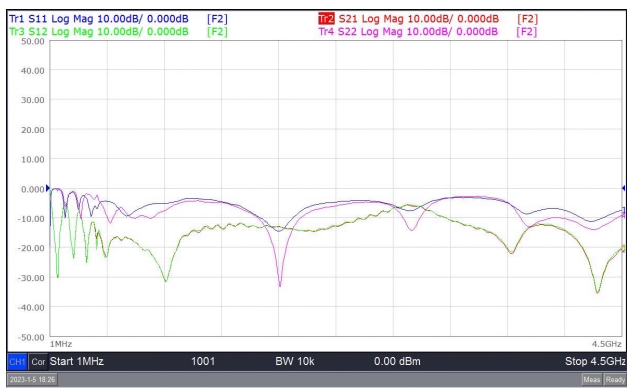 Tr1 S11 Log Mag 10.00dB/ 0.000dB [F2] Tr2 S21 Log Mag 10.00dB/ 0.000dB [F2]
Tr3 S12 Log Mag 10.00dB/ 0.000dB [F2] Tr4 S22 Log Mag 10.00dB/ 0.000dB [F2]
50.00
40.00
30.00
20.00
10.00
0.000
-10.00
-20.00
-30.00
-40.00
-50.00
1MHz 4.5GHz
CH1 Cor Start 1MHz 1001 BW 10k 0.00 dBm Stop 4.5GHz
2023-1-5 18:26 Meas Ready